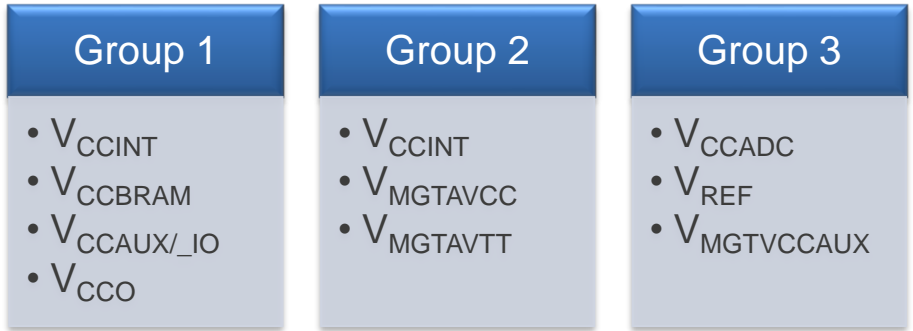 Group 1
• VCCINT
• VCCBRAM
• VCCAUX/_IO
• VCCO
Group 2
• VCCINT
• VMGTAVCC
• VMGTAVTT
Group 3
• VCCADC
• VREF
• VMGTVCCAUX